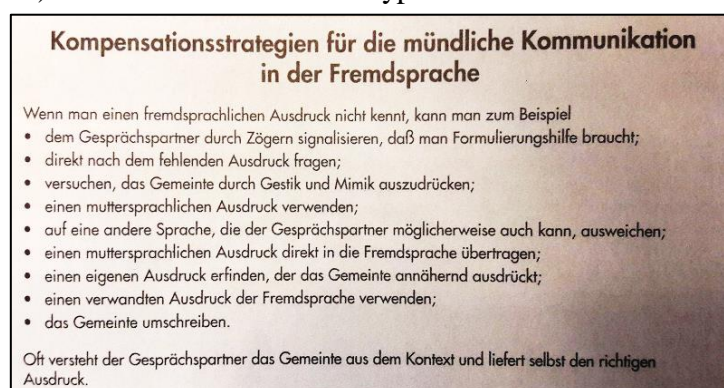 Kompensationsstrategien für die mündliche Kommunikation
in der Fremdsprache
Wenn man einen fremdsprachlichen Ausdruck nicht kennt, kann man zum Beispiel
• dem Gesprächspartner durch Zögern signalisieren, daß man Formulierungshilfe braucht;
• direkt nach dem fehlenden Ausdruck fragen;
• versuchen, das Gemeinte durch Gestik und Mimik auszudrücken;
• einen muttersprachlichen Ausdruck verwenden;
• auf eine andere Sprache, die der Gesprächspartner möglicherweise auch kann, ausweichen;
• einen muttersprachlichen Ausdruck direkt in die Fremdsprache übertragen;
• einen eigenen Ausdruck erfinden, der das Gemeinte annähernd ausdrückt;
• einen verwandten Ausdruck der Fremdsprache verwenden;
• das Gemeinte umschreiben.
Oft versteht der Gesprächspartner das Gemeinte aus dem Kontext und liefert selbst den richtigen
Ausdruck.